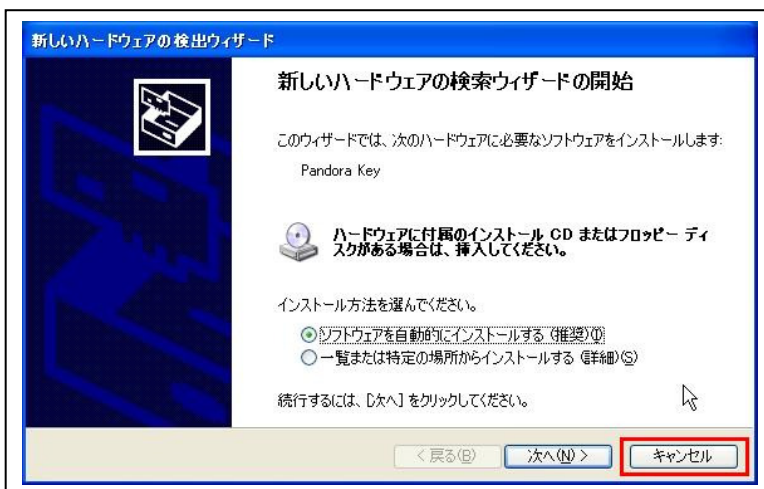 新しいハードウェアの検出ウィザード
新しいハードウェアの検索ウィザードの開始
このウィザードでは、次のハードウェアに必要なソフトウェアをインストールします:
Pandora Key
ハードウェアに付属のインストール CD またはフロッピー ディ
スクがある場合は、挿入してください。
インストール方法を選んでください。
ソフトウェアを自動的にインストールする (推奨)(I)
一覧または特定の場所からインストールする (詳細)(S)
続行するには、[次へ] をクリックしてください。
< 戻る(B) 次へ(N) > キャンセル